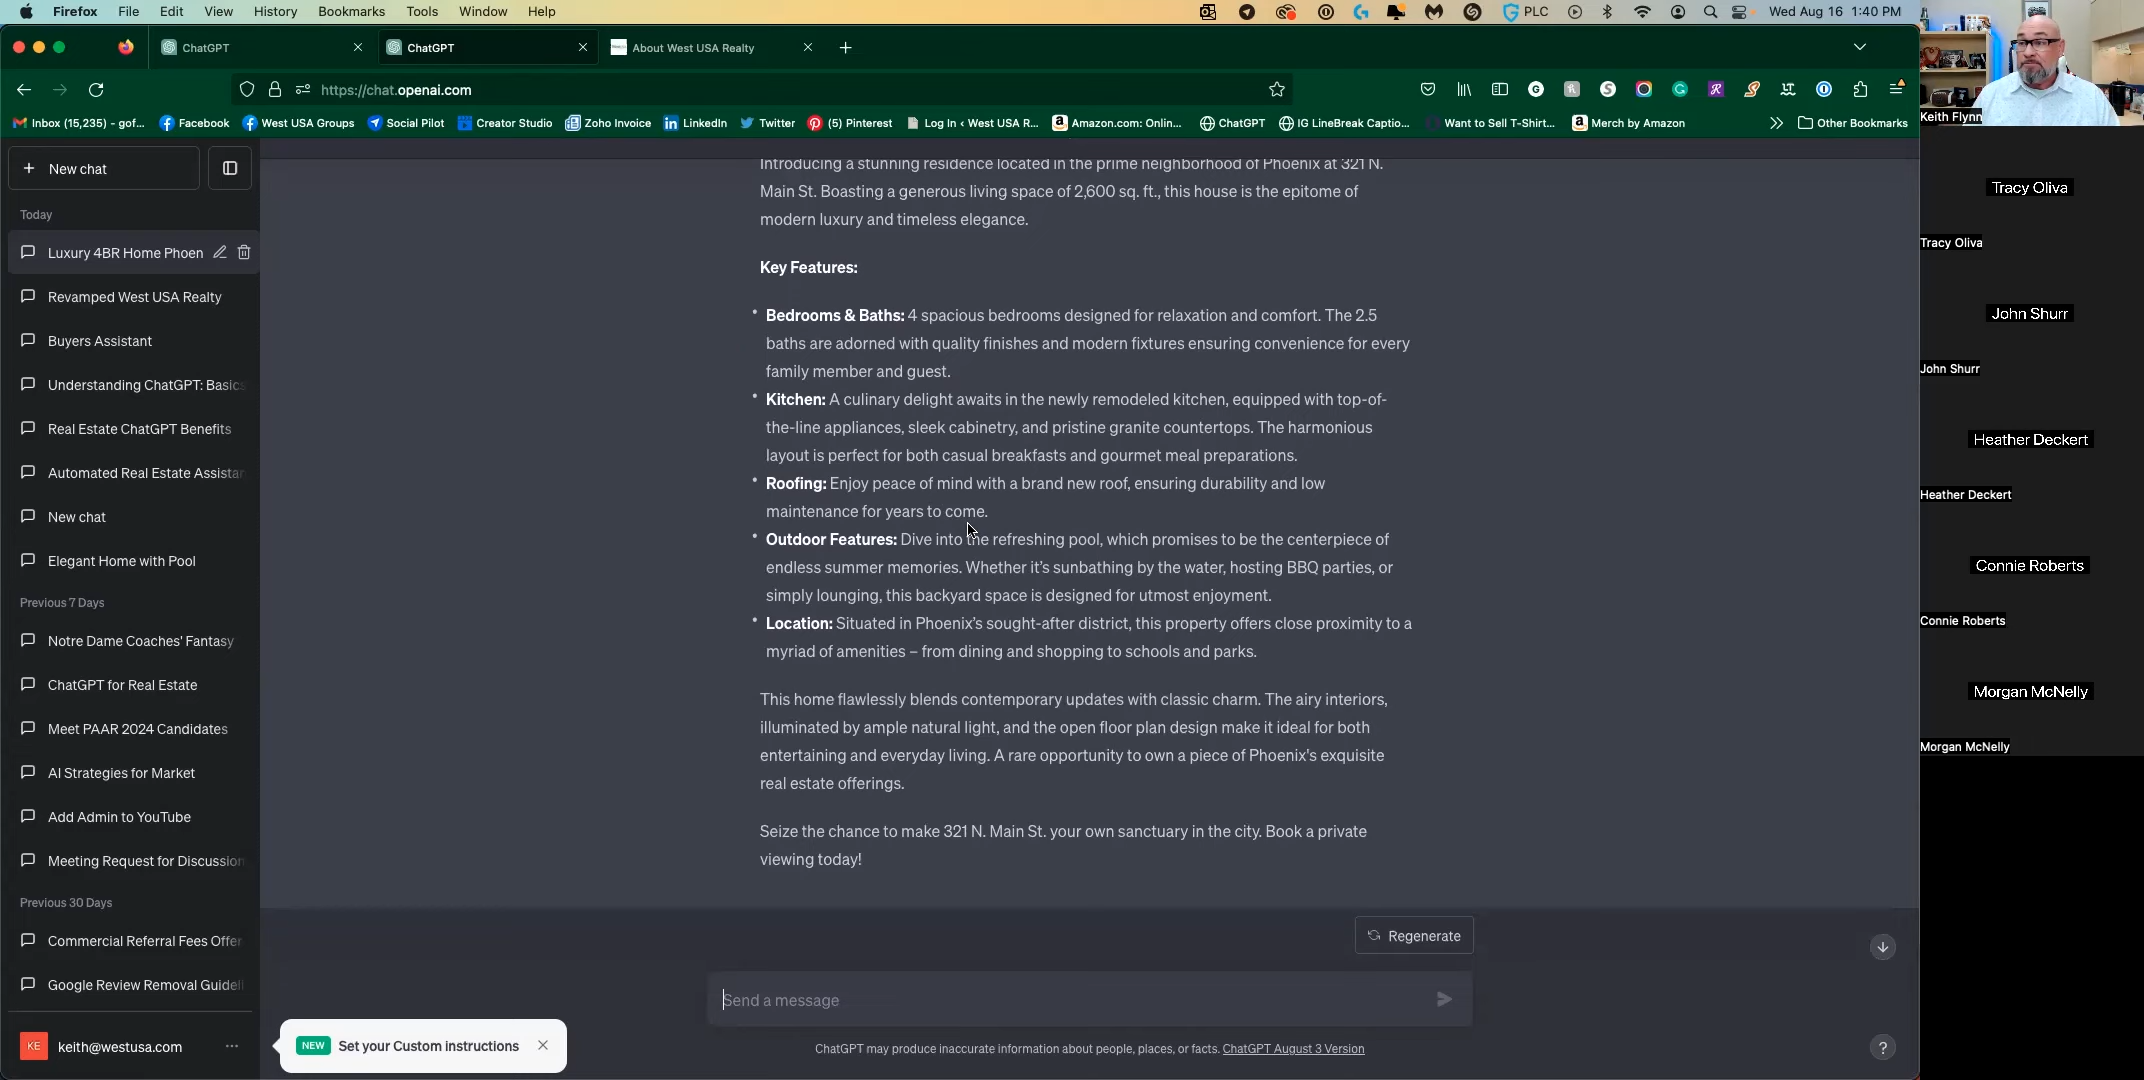 Firefox File Edit View History Bookmarks Tools Window Help PLC Wed Aug 16 1:40 PM
ChatGPT ChatGPT About West USA Realty
https://chat.openai.com
Inbox (15,235) - gof... Facebook West USA Groups Social Pilot Creator Studio Zoho Invoice LinkedIn Twitter (5) Pinterest Log In ‹ West USA R... Amazon.com: Onlin... ChatGPT IG LineBreak Captio... Want to Sell T-Shirt... Merch by Amazon Other Bookmarks
New chat
Today
Luxury 4BR Home Phoen
Revamped West USA Realty
Buyers Assistant
Understanding ChatGPT: Basics
Real Estate ChatGPT Benefits
Automated Real Estate Assistan
New chat
Elegant Home with Pool
Previous 7 Days
Notre Dame Coaches' Fantasy
ChatGPT for Real Estate
Meet PAAR 2024 Candidates
AI Strategies for Market
Add Admin to YouTube
Meeting Request for Discussion
Previous 30 Days
Commercial Referral Fees Offer
Google Review Removal Guideli
KE keith@westusa.com
Introducing a stunning residence located in the prime neighborhood of Phoenix at 321 N.
Main St. Boasting a generous living space of 2,600 sq. ft., this house is the epitome of
modern luxury and timeless elegance.
Key Features:
• Bedrooms & Baths: 4 spacious bedrooms designed for relaxation and comfort. The 2.5
baths are adorned with quality finishes and modern fixtures ensuring convenience for every
family member and guest.
• Kitchen: A culinary delight awaits in the newly remodeled kitchen, equipped with top-of-
the-line appliances, sleek cabinetry, and pristine granite countertops. The harmonious
layout is perfect for both casual breakfasts and gourmet meal preparations.
• Roofing: Enjoy peace of mind with a brand new roof, ensuring durability and low
maintenance for years to come.
• Outdoor Features: Dive into the refreshing pool, which promises to be the centerpiece of
endless summer memories. Whether it's sunbathing by the water, hosting BBQ parties, or
simply lounging, this backyard space is designed for utmost enjoyment.
• Location: Situated in Phoenix's sought-after district, this property offers close proximity to a
myriad of amenities – from dining and shopping to schools and parks.
This home flawlessly blends contemporary updates with classic charm. The airy interiors,
illuminated by ample natural light, and the open floor plan design make it ideal for both
entertaining and everyday living. A rare opportunity to own a piece of Phoenix's exquisite
real estate offerings.
Seize the chance to make 321 N. Main St. your own sanctuary in the city. Book a private
viewing today!
Regenerate
Send a message
NEW Set your Custom instructions
ChatGPT may produce inaccurate information about people, places, or facts. ChatGPT August 3 Version
?
Keith Flynn
Tracy Oliva
Tracy Oliva
John Shurr
John Shurr
Heather Deckert
Heather Deckert
Connie Roberts
Connie Roberts
Morgan McNelly
Morgan McNelly